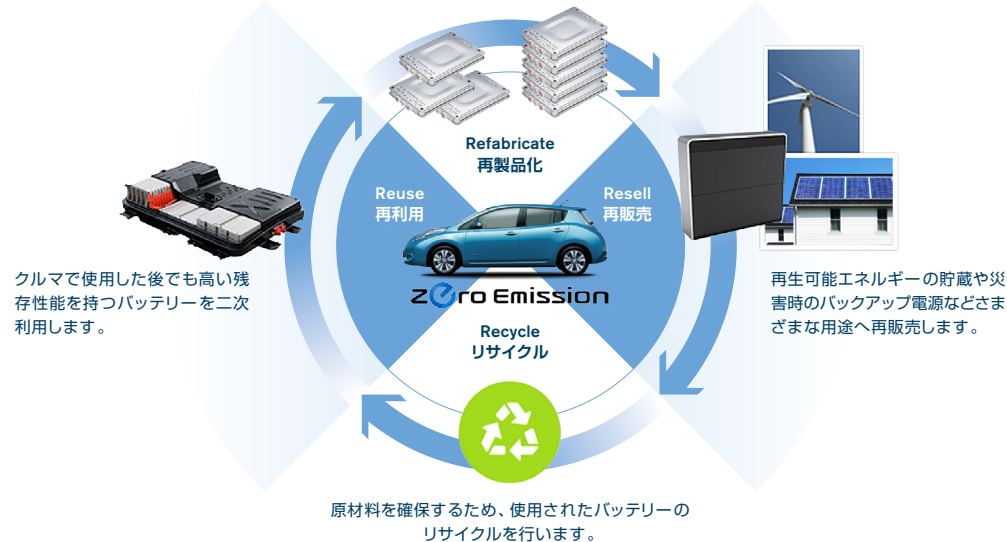 Refabricate
再製品化
Reuse
再利用
Resell
再販売
クルマで使用した後でも高い残
存性能を持つバッテリーを二次
利用します。
再生可能エネルギーの貯蔵や災
害時のバックアップ電源などさま
ざまな用途へ再販売します。
Zero Emission
Recycle
リサイクル
原材料を確保するため、使用されたバッテリーの
リサイクルを行います。